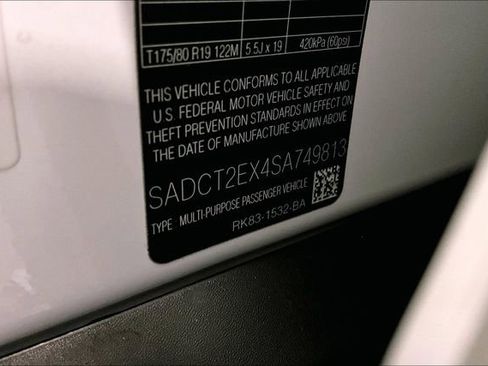 T175/80 R19 122M 5.5J x 19 420kPa (60psi)
THIS VEHICLE CONFORMS TO ALL APPLICABLE
U.S. FEDERAL MOTOR VEHICLE SAFETY AND
THEFT PREVENTION STANDARDS IN EFFECT ON
THE DATE OF MANUFACTURE SHOWN ABOVE
SADCT2EX4SA749813
TYPE MULTI-PURPOSE PASSENGER VEHICLE
RK83-1532-BA